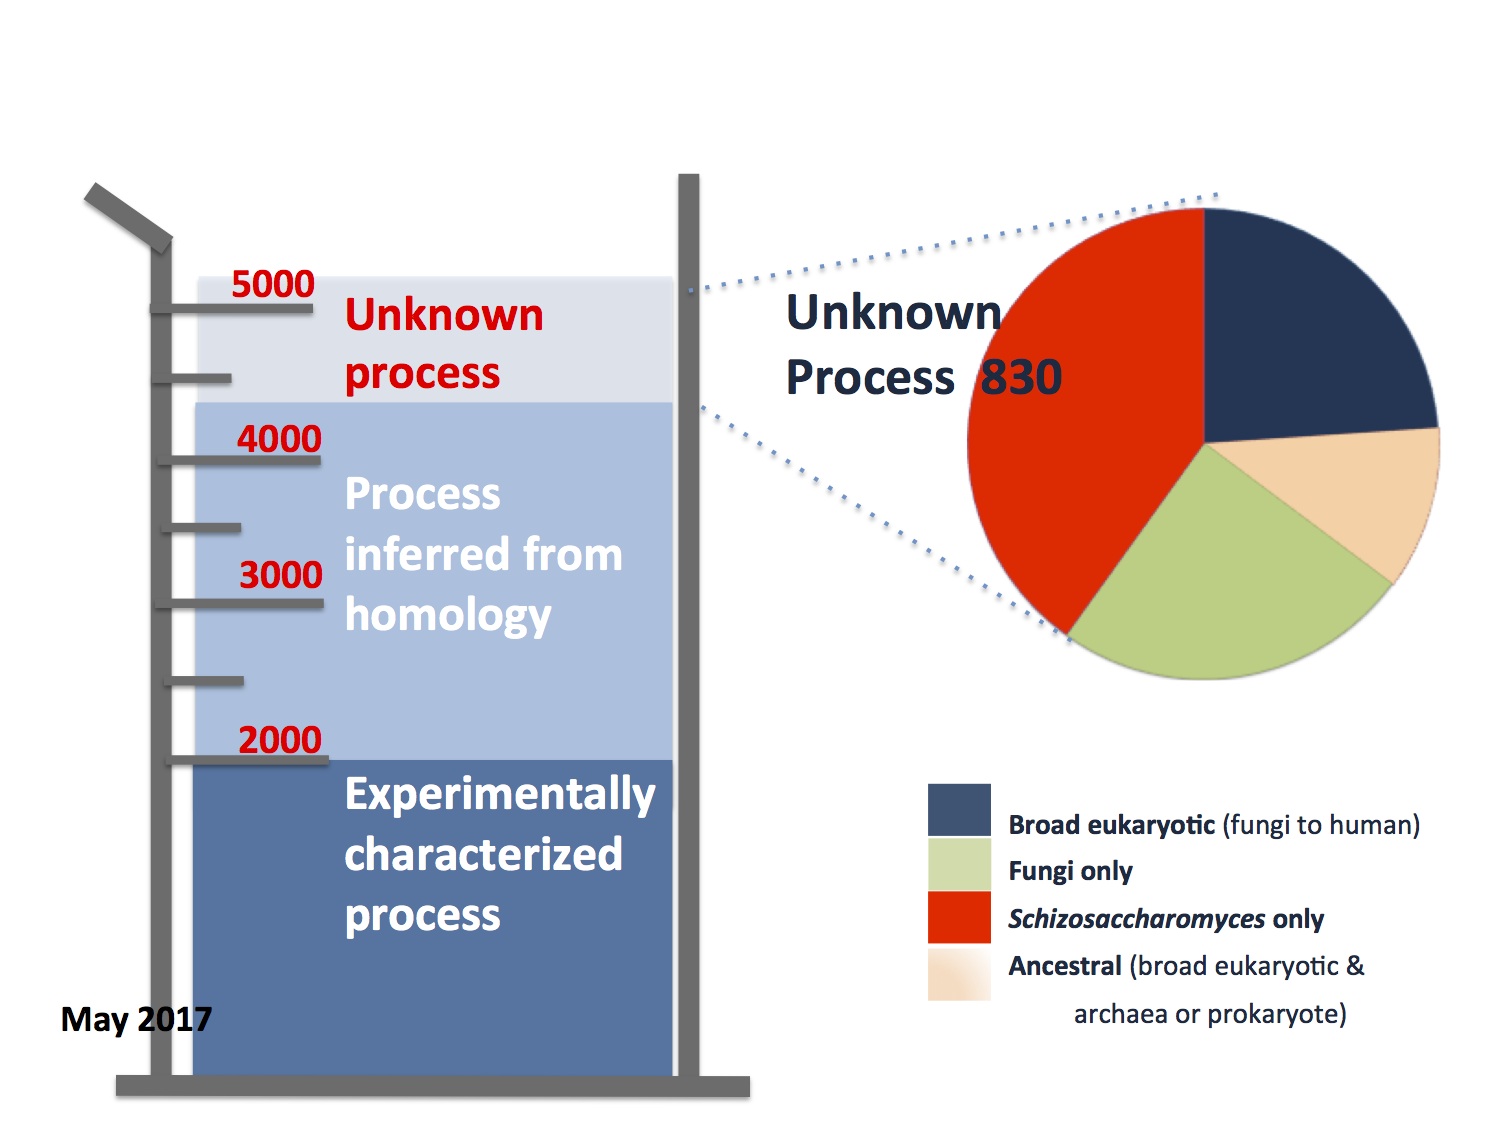 5000
Unknown
process
4000
Process
inferred from
homology
3000
2000
Experimentally
characterized
process
May 2017
Unknown
Process 830
Broad eukaryotic (fungi to human)
Fungi only
Schizosaccharomyces only
Ancestral (broad eukaryotic &
archaea or prokaryote)